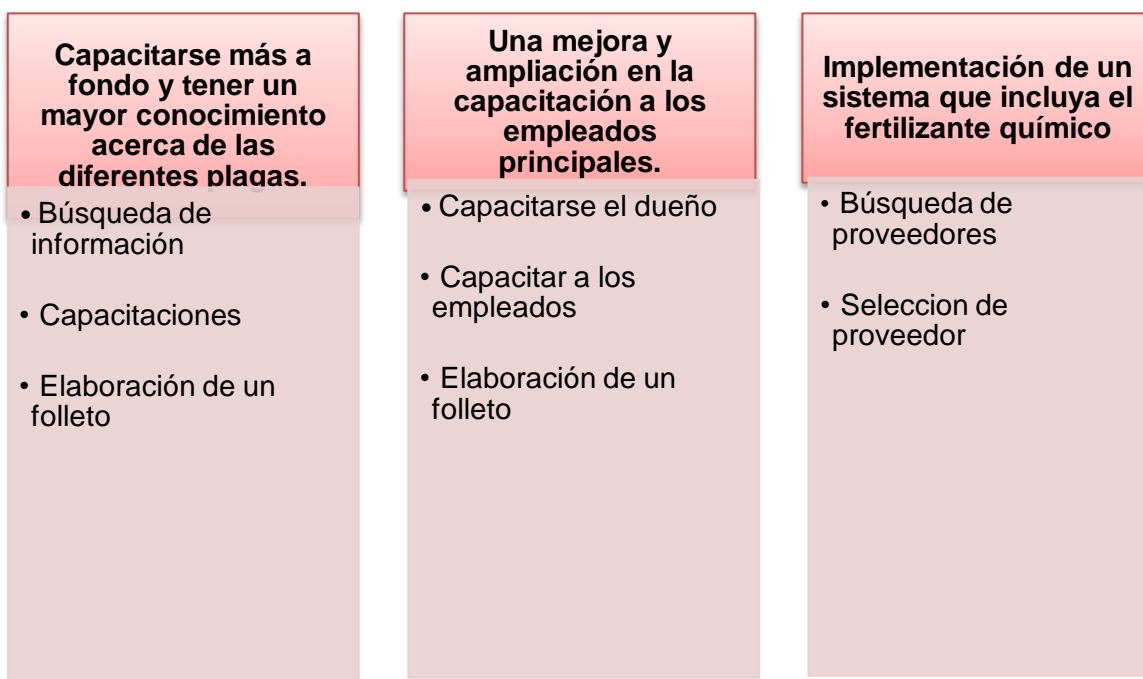 Capacitarse más a
fondo y tener un
mayor conocimiento
acerca de las
diferentes plagas.
• Búsqueda de
información
• Capacitaciones
• Elaboración de un
folleto
Una mejora y
ampliación en la
capacitación a los
empleados
principales.
• Capacitarse el dueño
• Capacitar a los
empleados
• Elaboración de un
folleto
Implementación de un
sistema que incluya el
fertilizante químico
• Búsqueda de
proveedores
• Seleccion de
proveedor